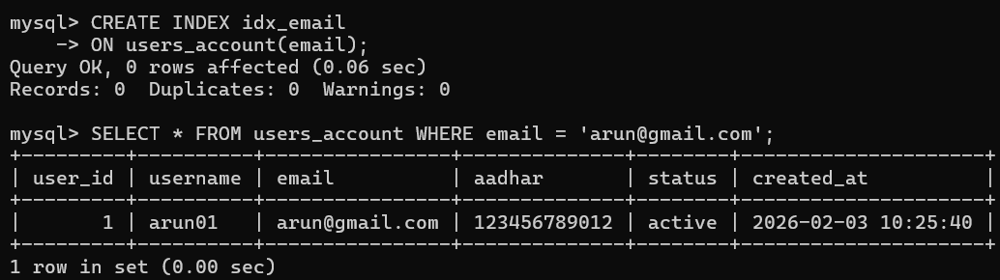 mysql> CREATE INDEX idx_email
    -> ON users_account(email);
Query OK, 0 rows affected (0.06 sec)
Records: 0  Duplicates: 0  Warnings: 0

mysql> SELECT * FROM users_account WHERE email = 'arun@gmail.com';
+---------+----------+----------------+--------------+--------+---------------------+
| user_id | username | email          | aadhar       | status | created_at          |
+---------+----------+----------------+--------------+--------+---------------------+
|       1 | arun01   | arun@gmail.com | 123456789012 | active | 2026-02-03 10:25:40 |
+---------+----------+----------------+--------------+--------+---------------------+
1 row in set (0.00 sec)